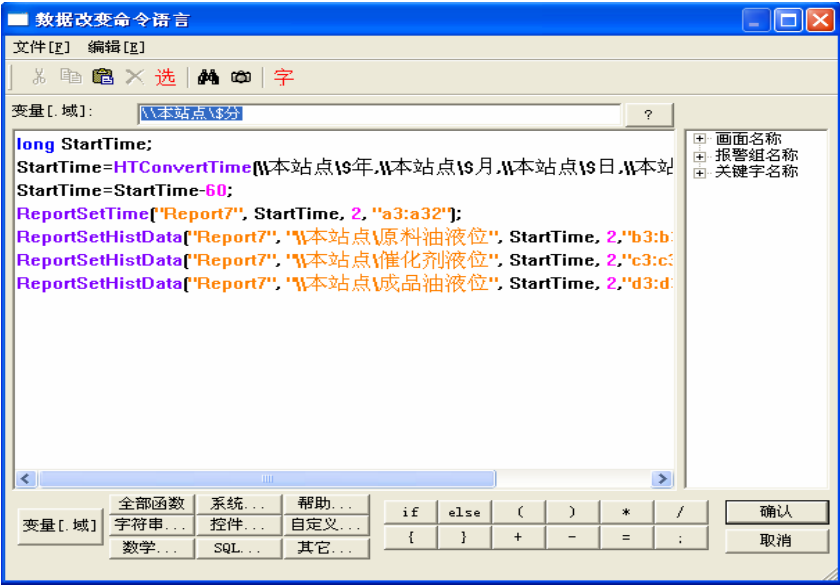 数据改变命令语言
文件[F] 编辑[E]
选 字
变量[.域]: \\本站点\$分 ?
long StartTime;
StartTime=HTConvertTime(\\本站点\$年,\\本站点\$月,\\本站点\$日,\\本站
StartTime=StartTime-60;
ReportSetTime("Report7", StartTime, 2, "a3:a32");
ReportSetHistData("Report7", "\\本站点\原料油液位", StartTime, 2,"b3:b
ReportSetHistData("Report7", "\\本站点\催化剂液位", StartTime, 2,"c3:c3
ReportSetHistData("Report7", "\\本站点\成品油液位", StartTime, 2,"d3:d
画面名称
报警组名称
关键字名称
变量[.域]
全部函数 系统... 帮助...
字符串... 控件... 自定义...
数学... SQL... 其它...
if else ( ) * /
{ } + - = ;
确认
取消